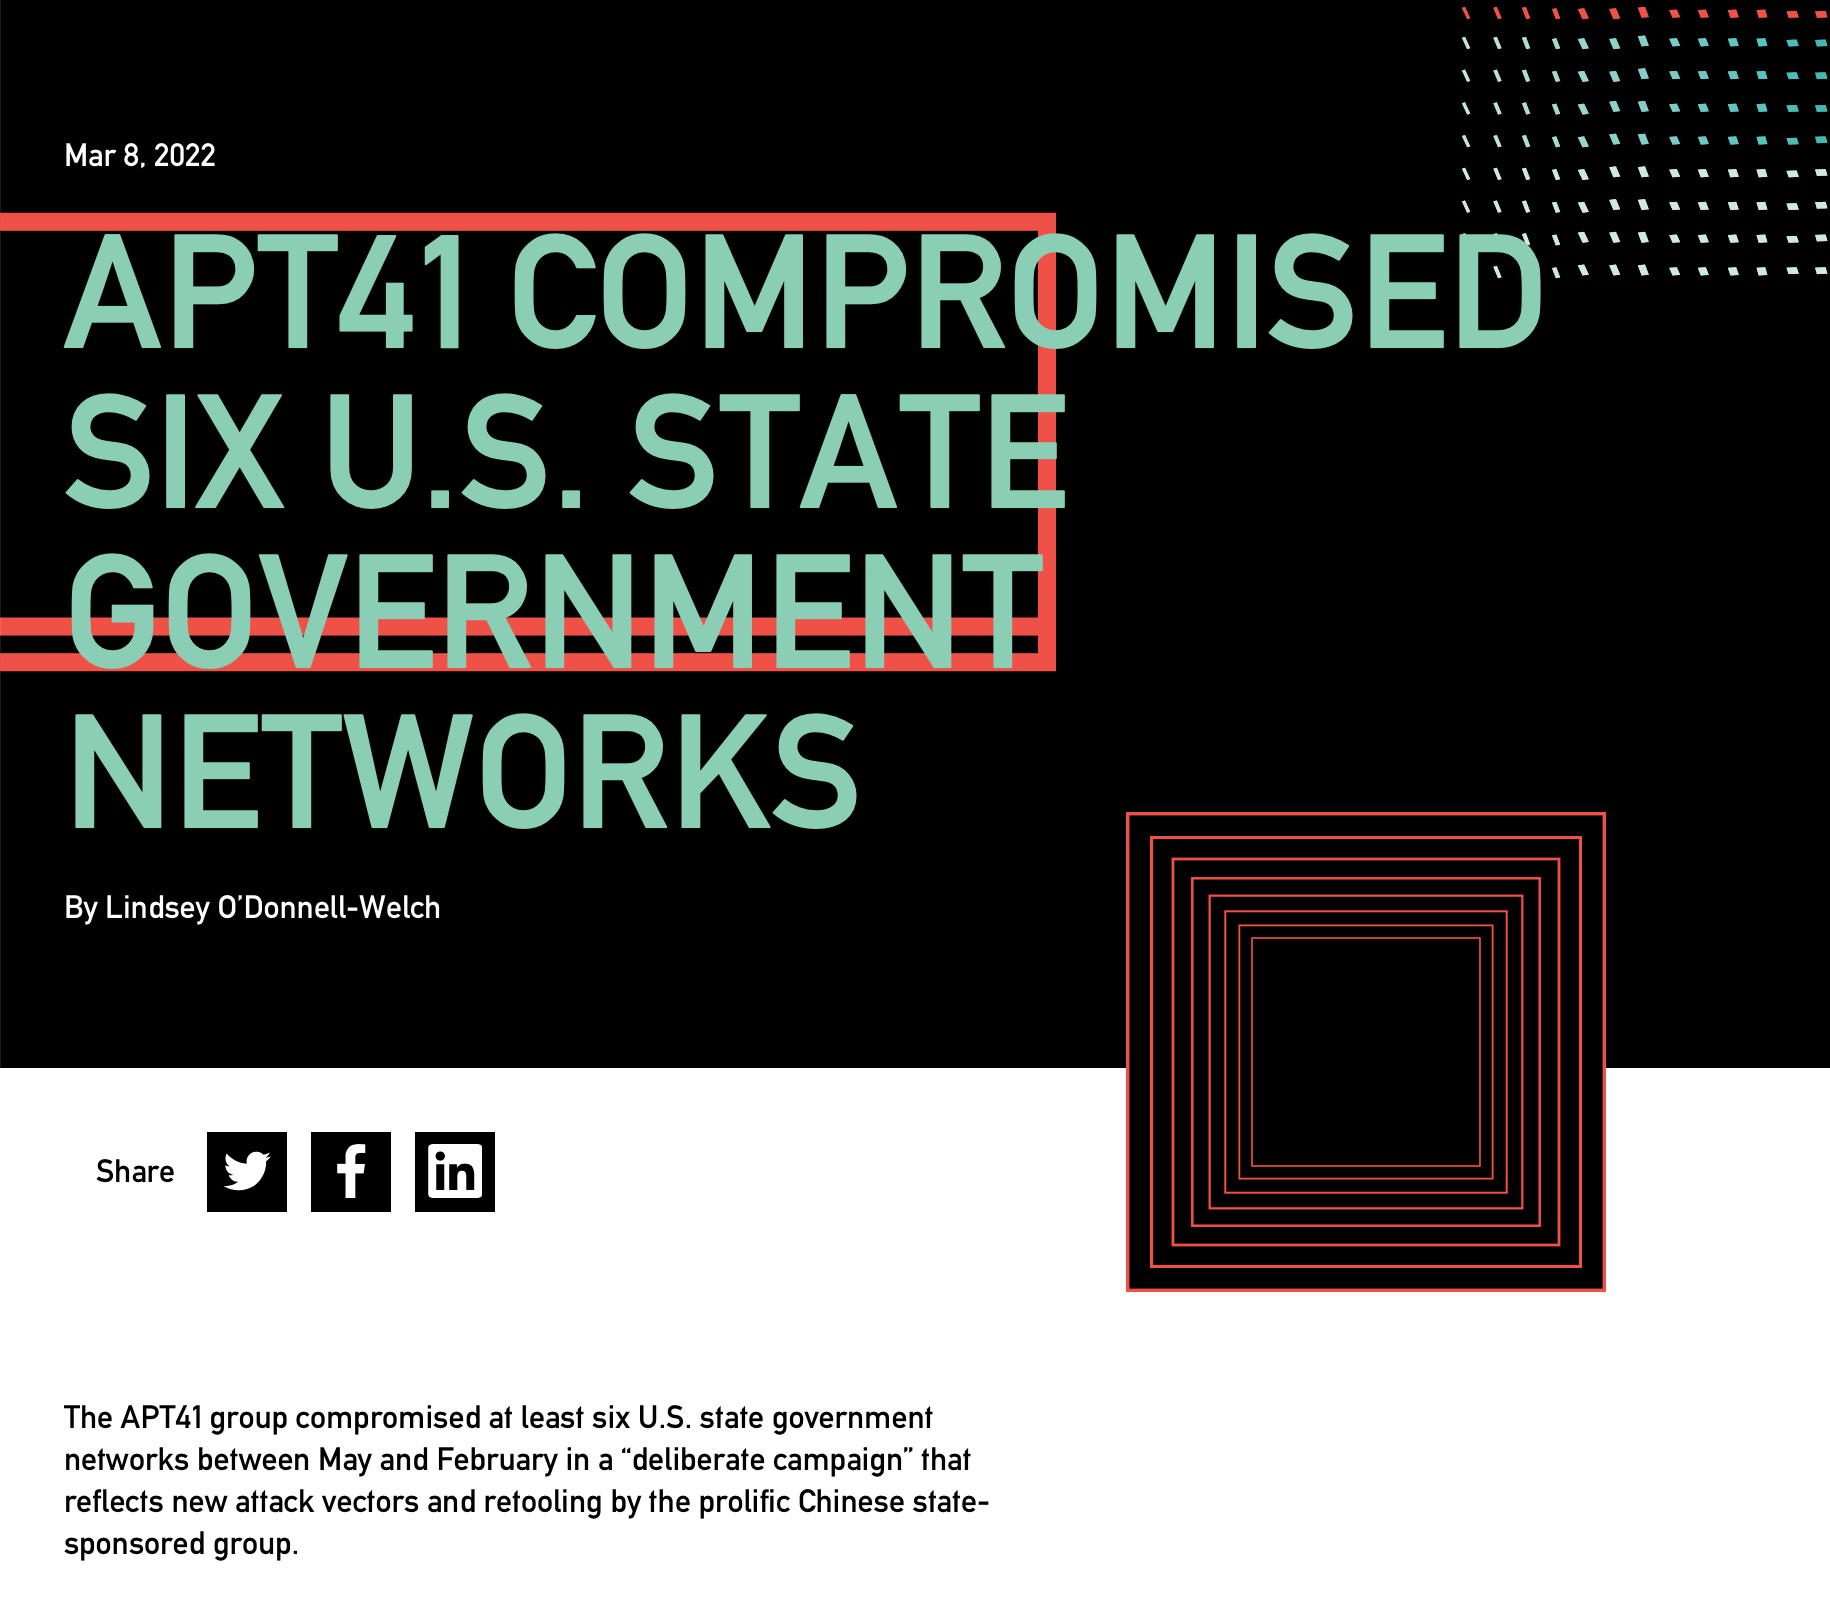 Mar 8, 2022
APT41 COMPROMISED
SIX U.S. STATE
GOVERNMENT
NETWORKS
By Lindsey O’Donnell-Welch
Share
The APT41 group compromised at least six U.S. state government
networks between May and February in a “deliberate campaign” that
reflects new attack vectors and retooling by the prolific Chinese state-
sponsored group.